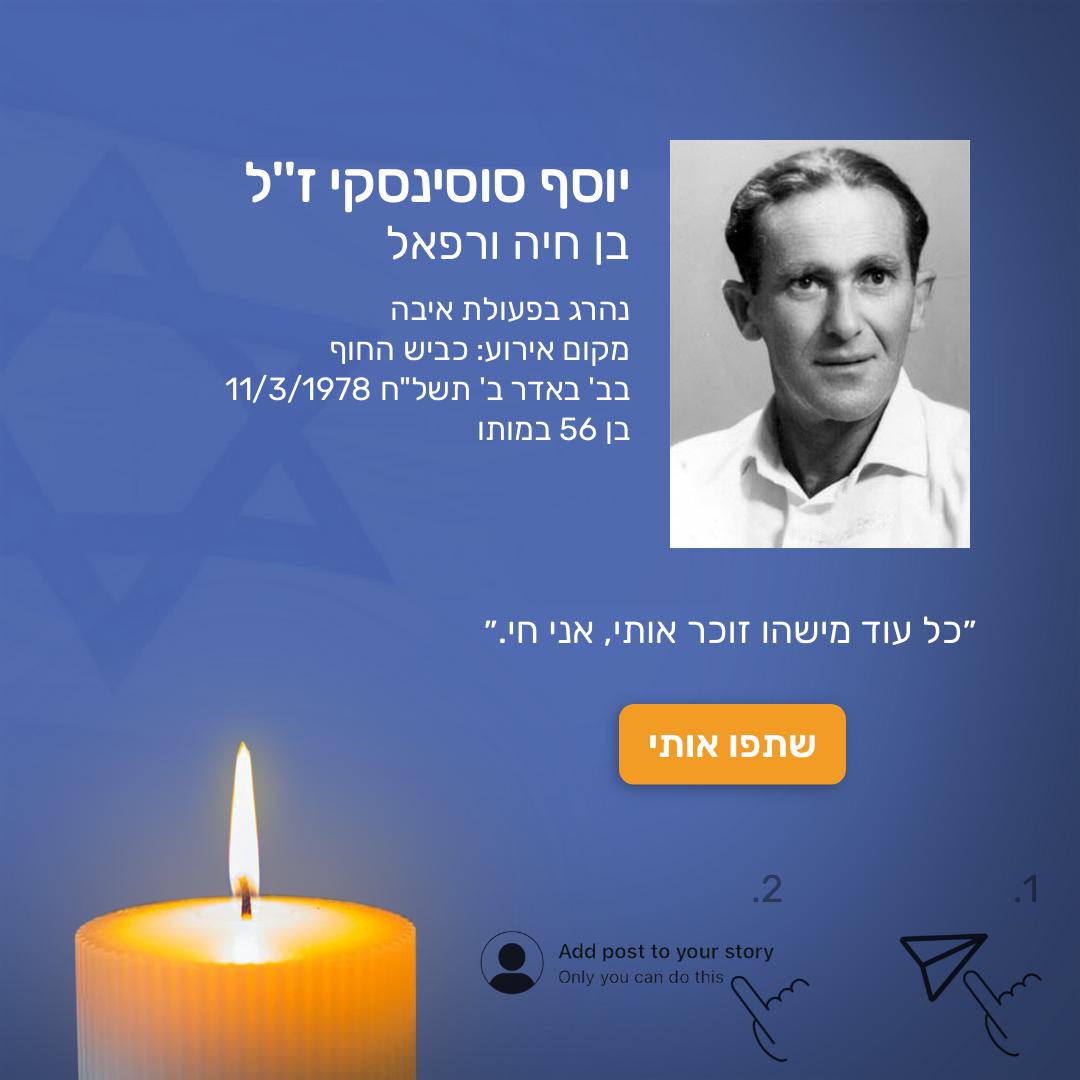 יוסף סוסינסקי ז"ל
בן חיה ורפאל
נהרג בפעולת איבה
מקום אירוע: כביש החוף
בב' באדר ב' תשל"ח 11/3/1978
בן 56 במותו
״כל עוד מישהו זוכר אותי, אני חי.״
שתפו אותי
1.
2.
Add post to your story
Only you can do this